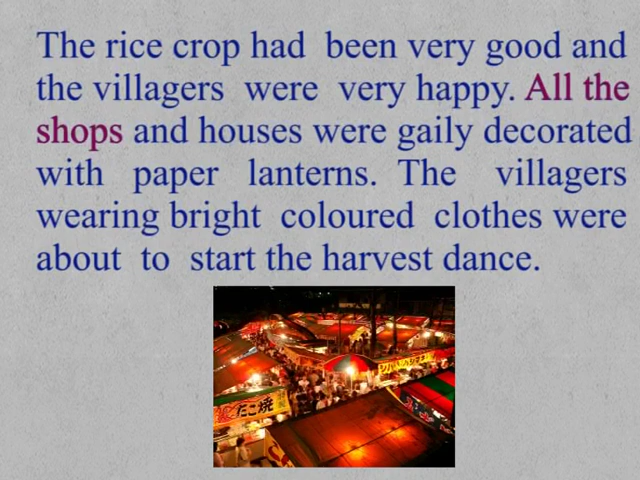 The rice crop had been very good and
the villagers were very happy. All the
shops and houses were gaily decorated
with paper lanterns. The villagers
wearing bright coloured clothes were
about to start the harvest dance.
たこ焼